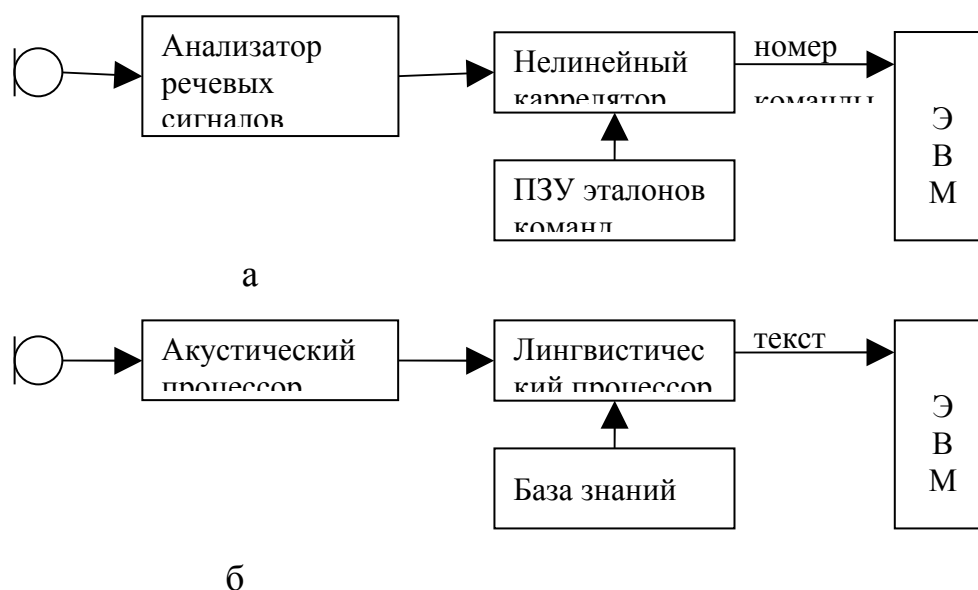 Анализатор
речевых
сигналов
Нелинейный
каррелятор
номер
команды
Э
В
М
ПЗУ эталонов
команд
а
Акустический
процессор
Лингвистичес
кий процессор
текст
Э
В
М
База знаний
б